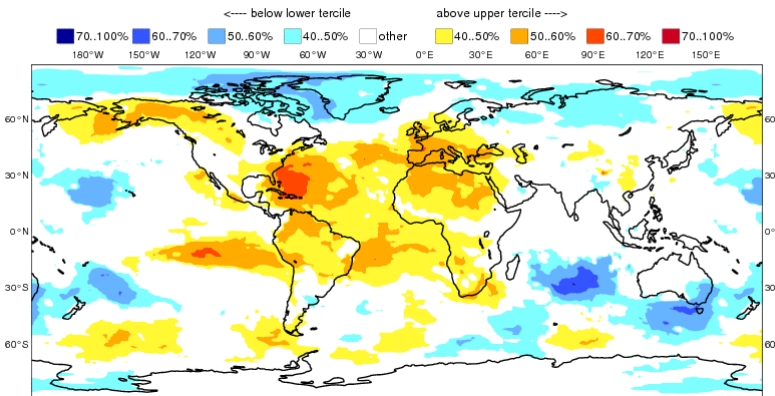 <---- below lower tercile above upper tercile ---->
70..100% 60..70% 50..60% 40..50% other 40..50% 50..60% 60..70% 70..100%
180°W 150°W 120°W 90°W 60°W 30°W 0°E 30°E 60°E 90°E 120°E 150°E
60°N 60
30°N 30
0°N 0°
30°S 30
60°S 60